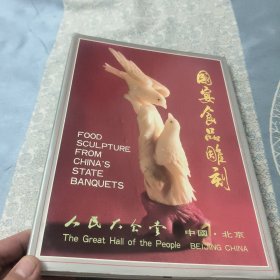 国宴食品雕刻
FOOD
SCULPTURE
FROM
CHINA'S
STATE
BANQUETS
人民大会堂 中國·北京
The Great Hall of the People BEIJING CHINA